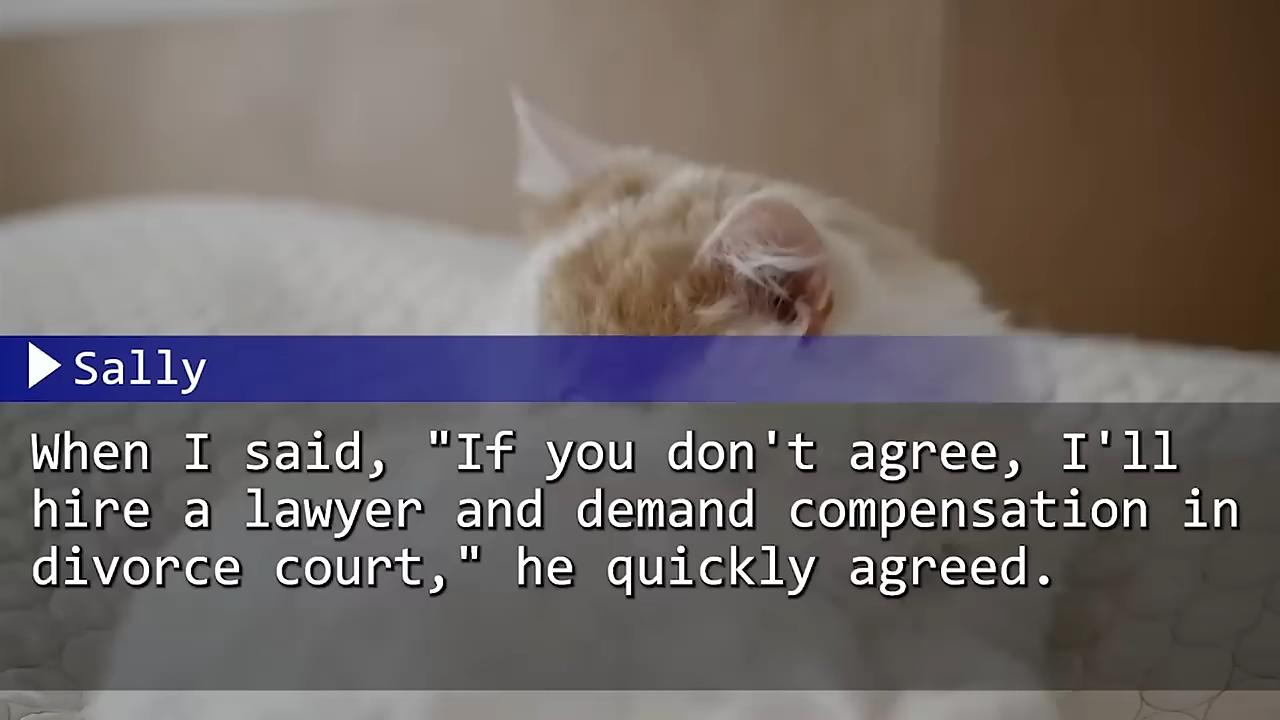 Sally
When I said, "If you don't agree, I'll
hire a lawyer and demand compensation in
divorce court," he quickly agreed.